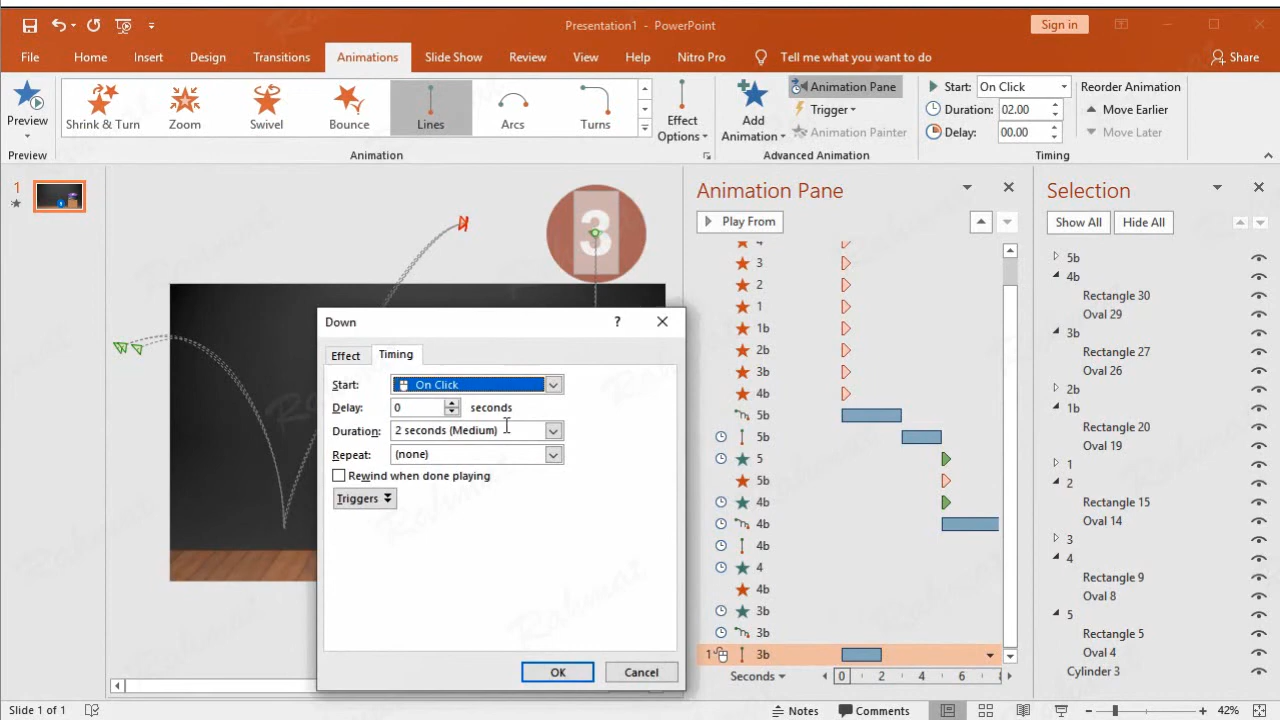 Presentation1 - PowerPoint
Sign in
File Home Insert Design Transitions Animations Slide Show Review View Help Nitro Pro Tell me what you want to do Share
Preview
Shrink & Turn Zoom Swivel Bounce Lines Arcs Turns
Effect Options
Add Animation
Animation Pane
Trigger
Animation Painter
Start: On Click
Duration: 02.00
Delay: 00.00
Reorder Animation
Move Earlier
Move Later
Preview Animation Advanced Animation Timing
1
3
Animation Pane
Play From
4
3
2
1
1b
2b
3b
4b
5b
5b
5
5b
4b
4b
4b
4
4b
3b
3b
1 3b
Seconds 0 2 4 6 8
Selection
Show All Hide All
5b
4b
Rectangle 30
Oval 29
3b
Rectangle 27
Oval 26
2b
1b
Rectangle 20
Oval 19
1
2
Rectangle 15
Oval 14
3
4
Rectangle 9
Oval 8
5
Rectangle 5
Oval 4
Cylinder 3
Down
?
Effect Timing
Start: On Click
Delay: 0 seconds
Duration: 2 seconds (Medium)
Repeat: (none)
Rewind when done playing
Triggers
OK Cancel
Slide 1 of 1
Notes Comments
42%
Rahmat